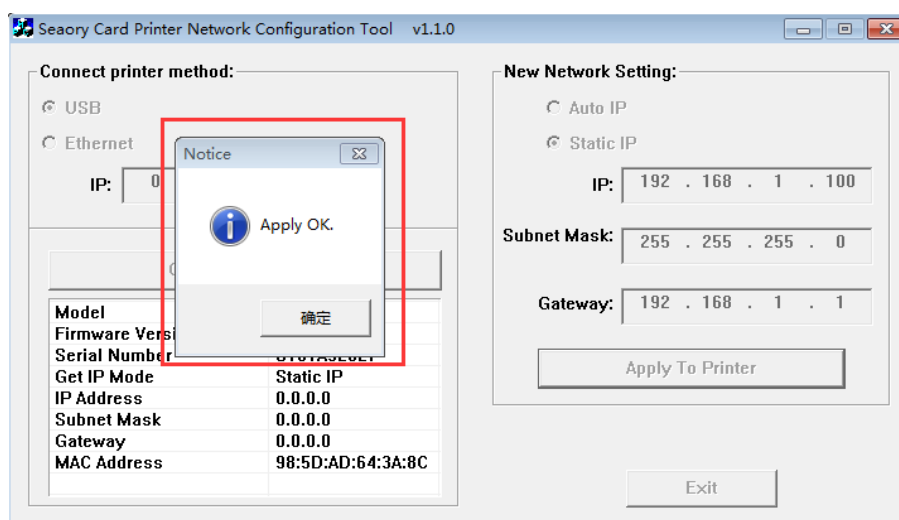 Seaory Card Printer Network Configuration Tool v1.1.0
Connect printer method:
USB
Ethernet
IP: 0
Notice
Apply OK.
确定
Model
Firmware Versi
Serial Number
Get IP Mode Static IP
IP Address 0.0.0.0
Subnet Mask 0.0.0.0
Gateway 0.0.0.0
MAC Address 98:5D:AD:64:3A:8C
New Network Setting:
Auto IP
Static IP
IP: 192 . 168 . 1 . 100
Subnet Mask: 255 . 255 . 255 . 0
Gateway: 192 . 168 . 1 . 1
Apply To Printer
Exit